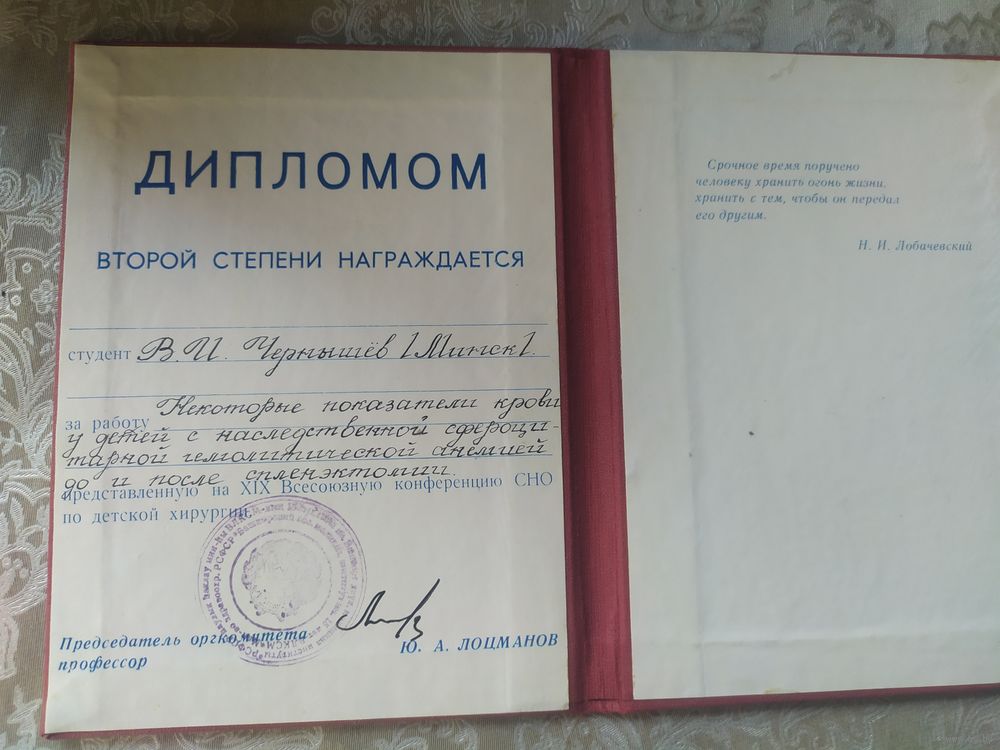 ДИПЛОМОМ
ВТОРОЙ СТЕПЕНИ НАГРАЖДАЕТСЯ
студент В.И. Чернышёв /Минск/.
за работу Некоторые показатели крови
у детей с наследственной сфероци-
тарной гемолитической анемией
до и после спленэктомии.
представленную на XIX Всесоюзную конференцию СНО
по детской хирургии.
Председатель оргкомитета
профессор
Ю. А. ЛОЦМАНОВ
Срочное время поручено
человеку хранить огонь жизни,
хранить с тем, чтобы он передал
его другим.
Н. И. Лобачевский